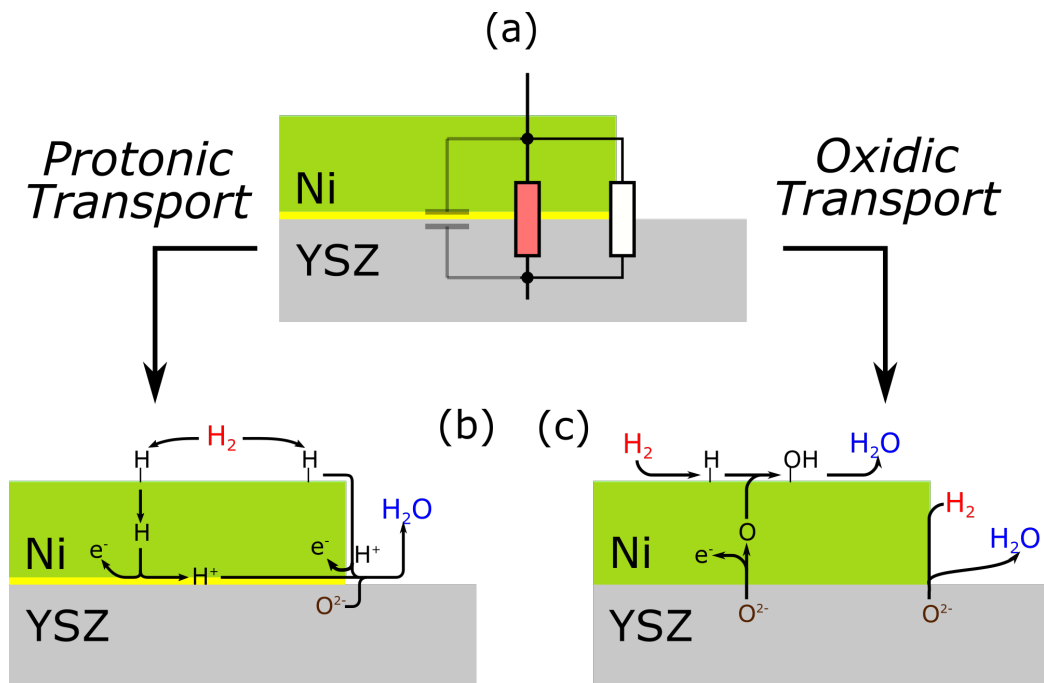 (a)
Protonic
Transport
Oxidic
Transport
Ni
YSZ
(b)
(c)
H₂
H
H
H
e⁻
H⁺
e⁻
H⁺
H₂O
O²⁻
Ni
YSZ
H₂
H
OH
H₂O
O
e⁻
O²⁻
H₂
H₂O
O²⁻
Ni
YSZ